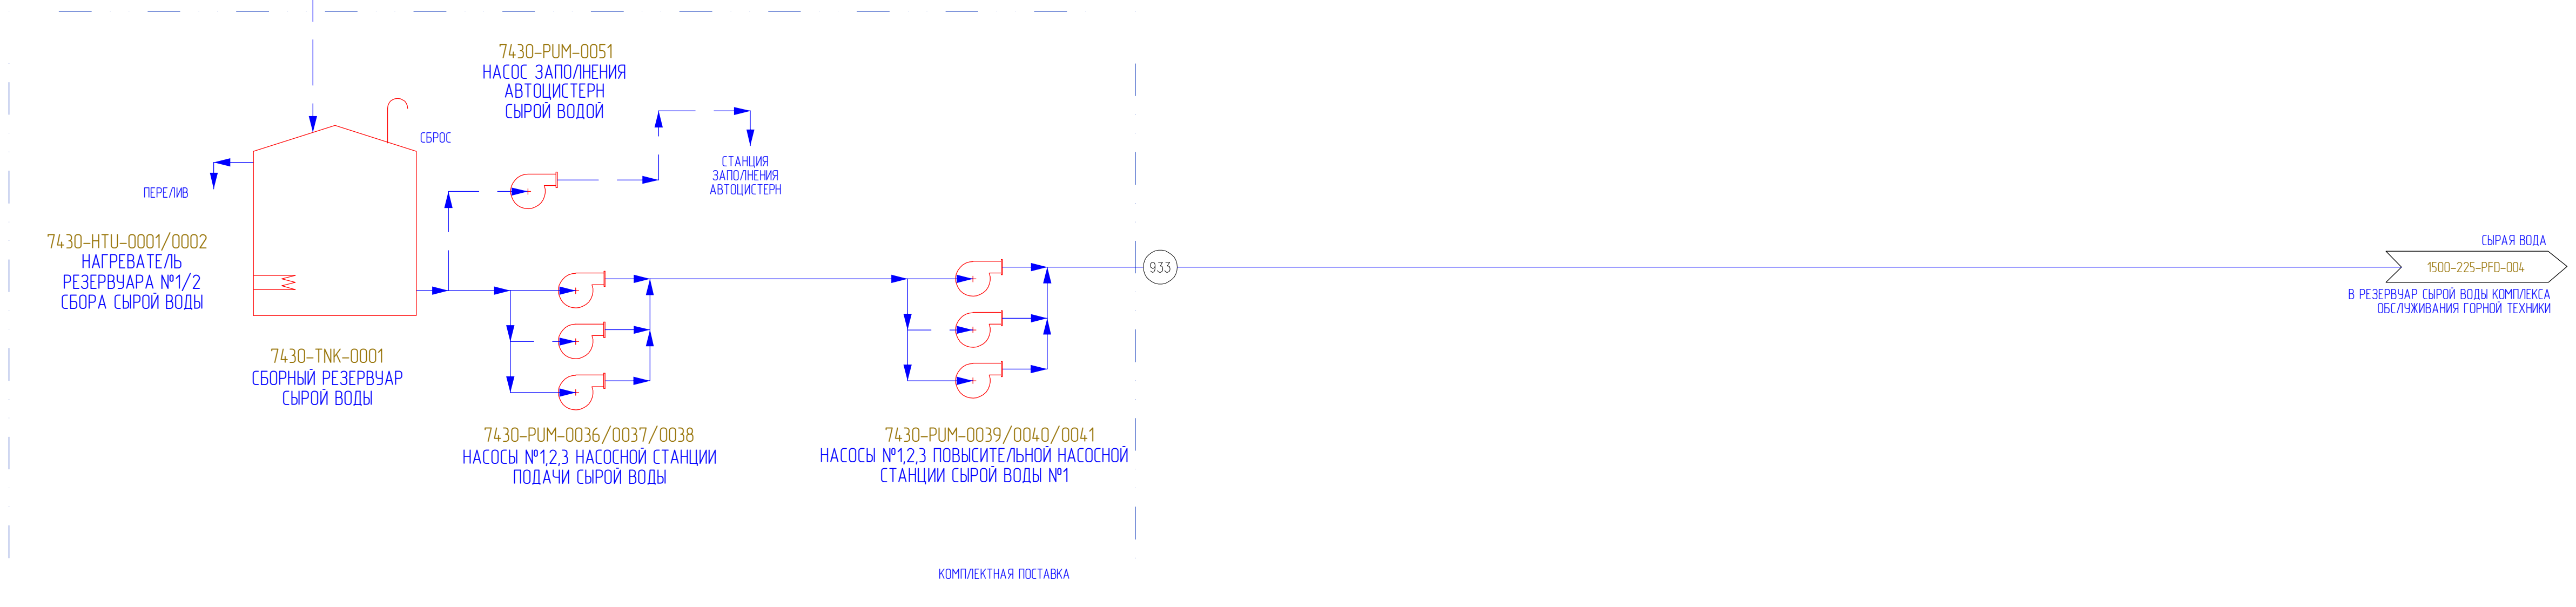 7430-PUM-0051
НАСОС ЗАПОЛНЕНИЯ
АВТОЦИСТЕРН
СЫРОЙ ВОДОЙ
СБРОС
ПЕРЕЛИВ
СТАНЦИЯ
ЗАПОЛНЕНИЯ
АВТОЦИСТЕРН
7430-HTU-0001/0002
НАГРЕВАТЕЛЬ
РЕЗЕРВУАРА №1/2
СБОРА СЫРОЙ ВОДЫ
7430-TNK-0001
СБОРНЫЙ РЕЗЕРВУАР
СЫРОЙ ВОДЫ
7430-PUM-0036/0037/0038
НАСОСЫ №1,2,3 НАСОСНОЙ СТАНЦИИ
ПОДАЧИ СЫРОЙ ВОДЫ
7430-PUM-0039/0040/0041
НАСОСЫ №1,2,3 ПОВЫСИТЕЛЬНОЙ НАСОСНОЙ
СТАНЦИИ СЫРОЙ ВОДЫ №1
933
СЫРАЯ ВОДА
1500-225-PFD-004
В РЕЗЕРВУАР СЫРОЙ ВОДЫ КОМПЛЕКСА
ОБСЛУЖИВАНИЯ ГОРНОЙ ТЕХНИКИ
КОМПЛЕКТНАЯ ПОСТАВКА